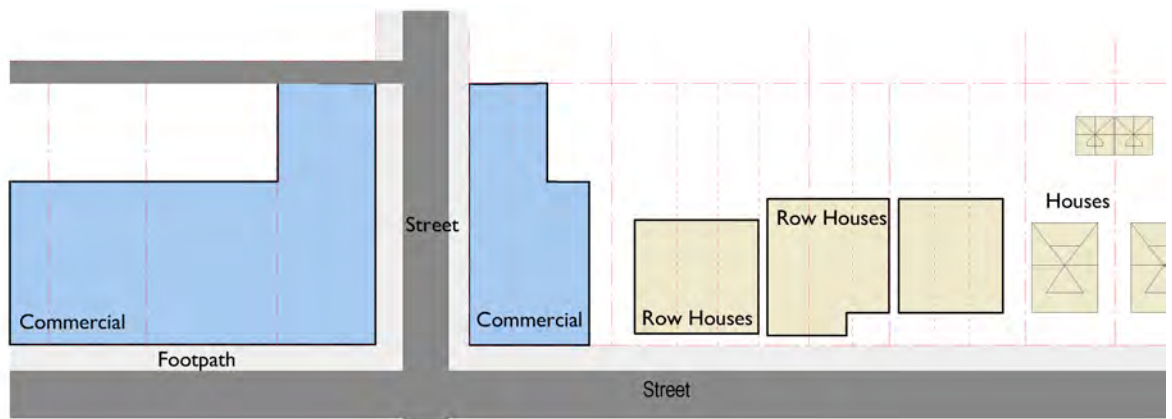 Houses
Row Houses
Street
Commercial
Commercial
Row Houses
Footpath
Street